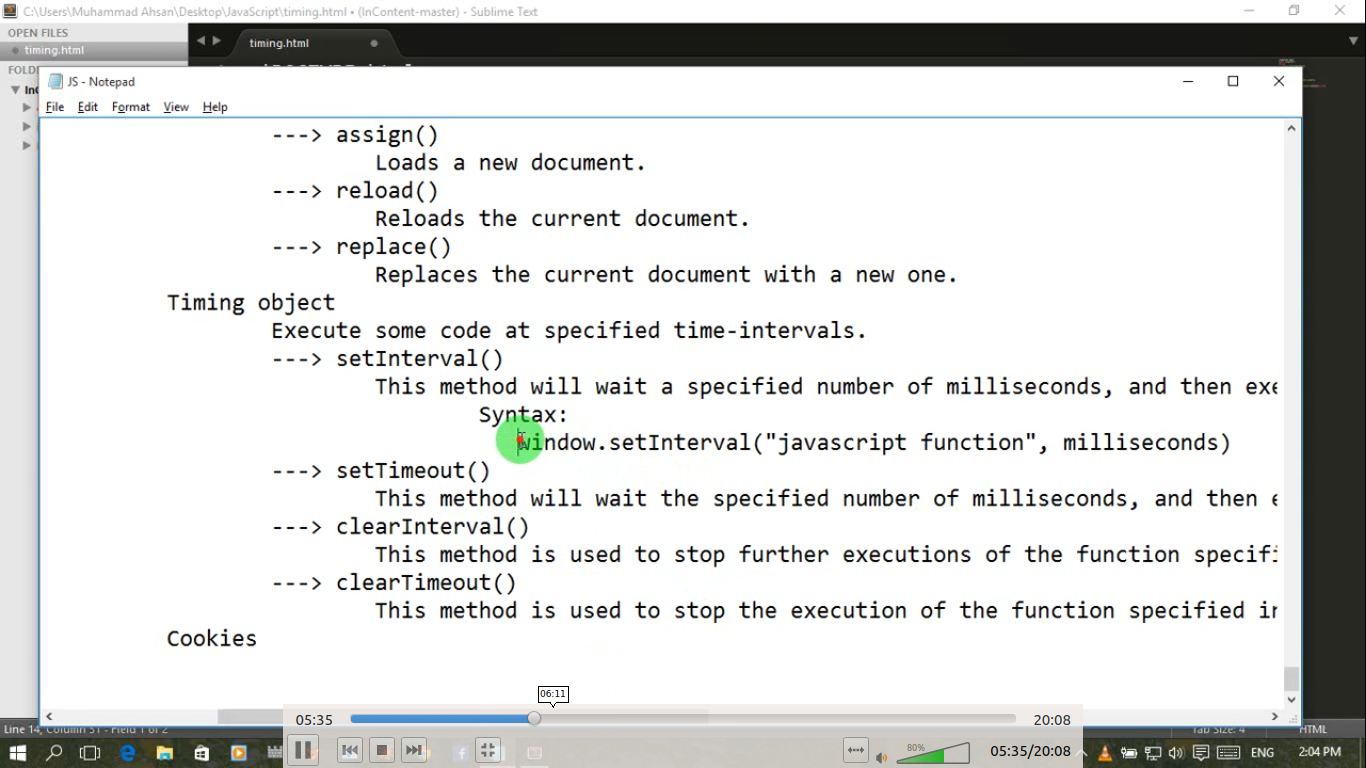 C:\Users\Muhammad Ahsan\Desktop\JavaScript\timing.html • (InContent-master) - Sublime Text
OPEN FILES
timing.html
timing.html
FOLD
JS - Notepad
InC
File Edit Format View Help
---> assign()
Loads a new document.
---> reload()
Reloads the current document.
---> replace()
Replaces the current document with a new one.
Timing object
Execute some code at specified time-intervals.
---> setInterval()
This method will wait a specified number of milliseconds, and then exe
Syntax:
window.setInterval("javascript function", milliseconds)
---> setTimeout()
This method will wait the specified number of milliseconds, and then e
---> clearInterval()
This method is used to stop further executions of the function specifi
---> clearTimeout()
This method is used to stop the execution of the function specified in
Cookies
06:11
05:35 20:08
Line 14, Column 51 - Field 1 of 2 Tab Size: 4 HTML
80% 05:35/20:08 ENG 2:04 PM